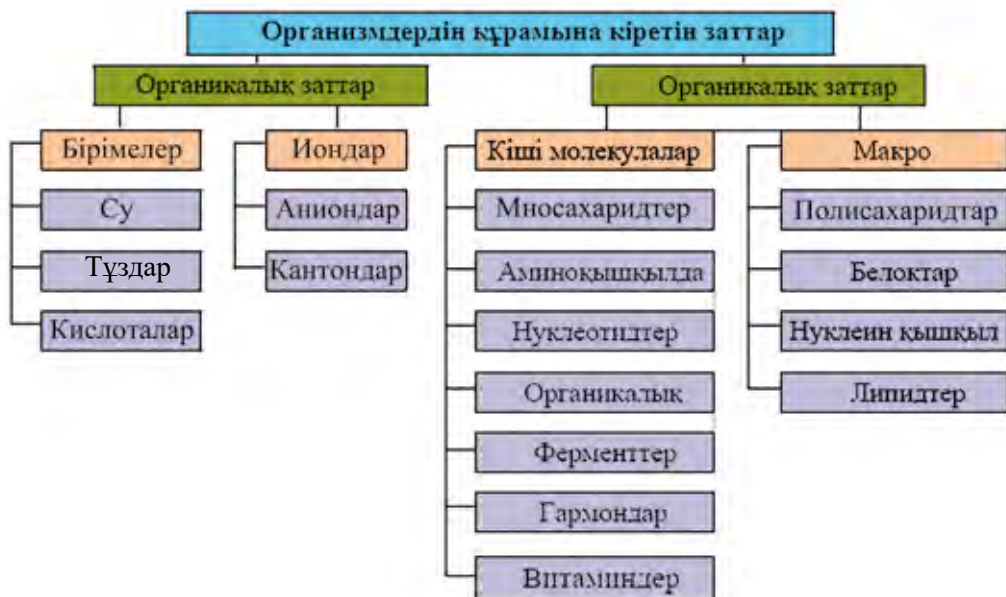 Организмдердің құрамына кіретін заттар
Органикалық заттар
Органикалық заттар
Бірімелер
Иондар
Кіші молекулалар
Макро
Су
Аниондар
Мносахаридтер
Полисахаридтар
Тұздар
Кантондар
Аминоқышқылда
Белоктар
Кислоталар
Нуклеотидтер
Нуклеин қышқыл
Органикалық
Липидтер
Ферменттер
Гармондар
Витаминдер